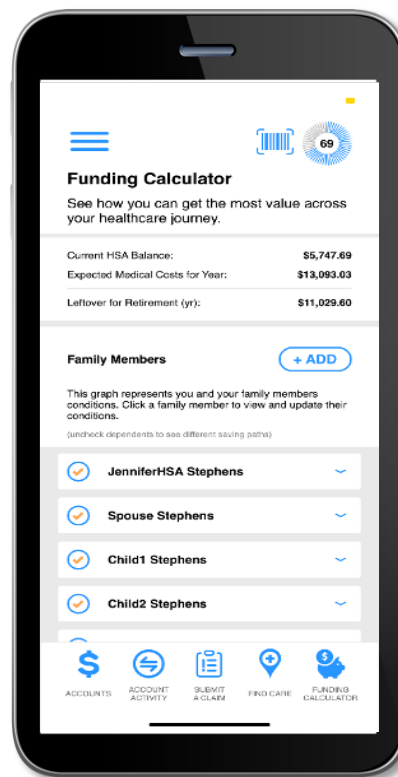 69
Funding Calculator
See how you can get the most value across
your healthcare journey.
Current HSA Balance: $5,747.69
Expected Medical Costs for Year: $13,093.03
Leftover for Retirement (yr): $11,029.60
Family Members + ADD
This graph represents you and your family members
conditions. Click a family member to view and update their
conditions.
(uncheck dependents to see different saving paths)
JenniferHSA Stephens
Spouse Stephens
Child1 Stephens
Child2 Stephens
ACCOUNTS
ACCOUNT
ACTIVITY
SUBMIT
A CLAIM
FIND CARE
FUNDING
CALCULATOR